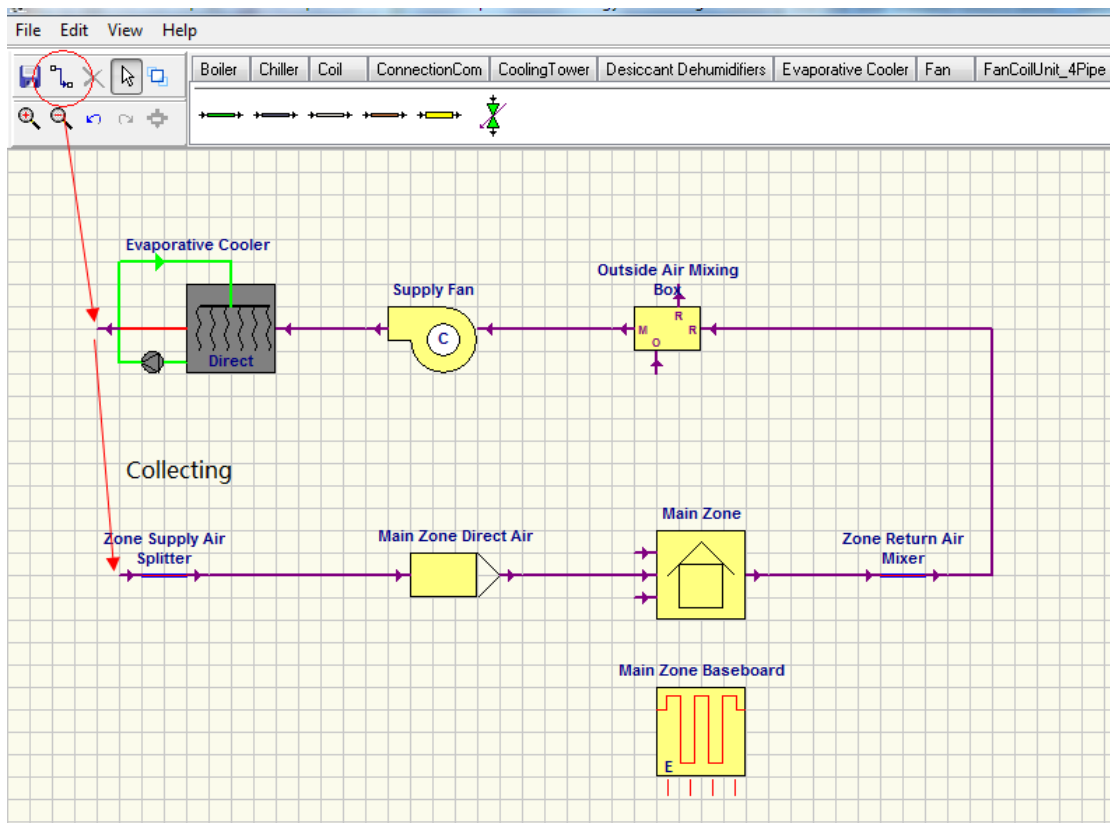 File Edit View Help
Boiler Chiller Coil ConnectionCom CoolingTower Desiccant Dehumidifiers Evaporative Cooler Fan FanCoilUnit_4Pipe
Evaporative Cooler
Outside Air Mixing
Box
Supply Fan
R
M R
C
O
Direct
Collecting
Main Zone
Zone Supply Air
Splitter
Main Zone Direct Air
Zone Return Air
Mixer
Main Zone Baseboard
E